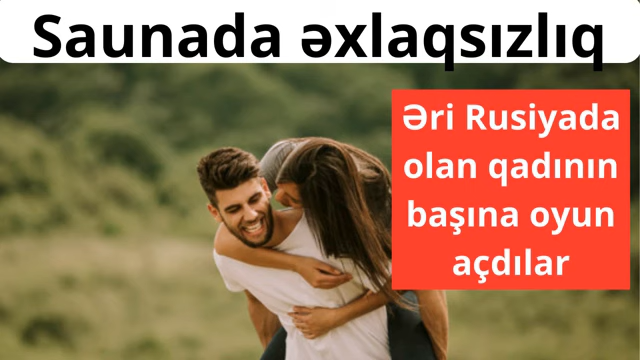 Saunada əxlaqsızlıq
Əri Rusiyada
olan qadının
başına oyun
açdılar